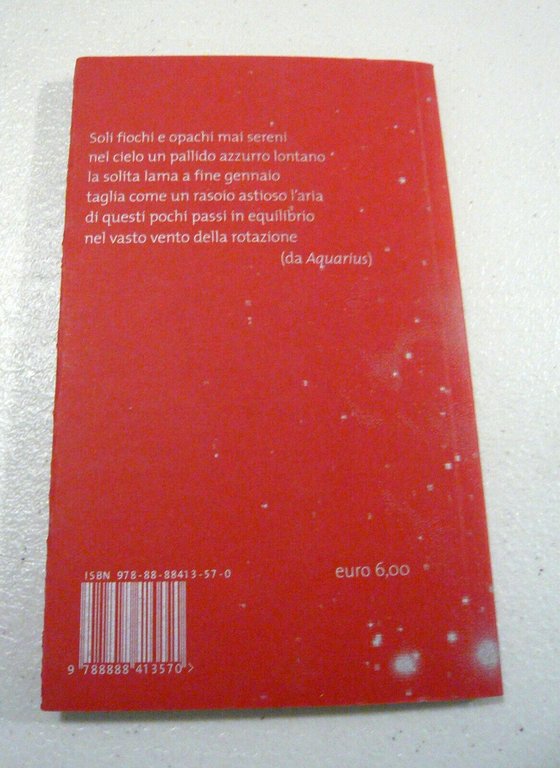 Soli fiochi e opachi mai sereni
nel cielo un pallido azzurro lontano
la solita lama a fine gennaio
taglia come un rasoio astioso l'aria
di questi pochi passi in equilibrio
nel vasto vento della rotazione
(da Aquarius)
ISBN 978-88-88413-57-0
euro 6,00
9 788888 413570 >